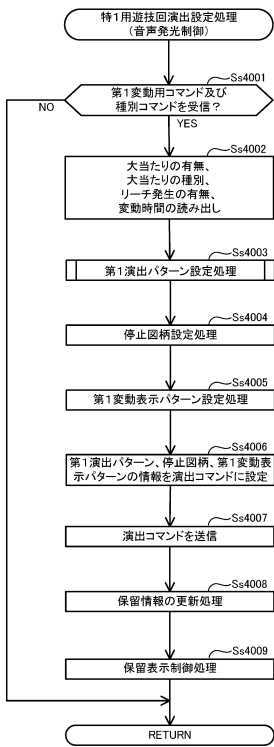 特1用遊技回演出設定処理
(音声発光制御)
Ss4001
第1変動用コマンド及び
種別コマンドを受信？
NO
YES
Ss4002
大当たりの有無、
大当たりの種別、
リーチ発生の有無、
変動時間の読み出し
Ss4003
第1演出パターン設定処理
Ss4004
停止図柄設定処理
Ss4005
第1変動表示パターン設定処理
Ss4006
第1演出パターン、停止図柄、第1変動表
示パターンの情報を演出コマンドに設定
Ss4007
演出コマンドを送信
Ss4008
保留情報の更新処理
Ss4009
保留表示制御処理
RETURN